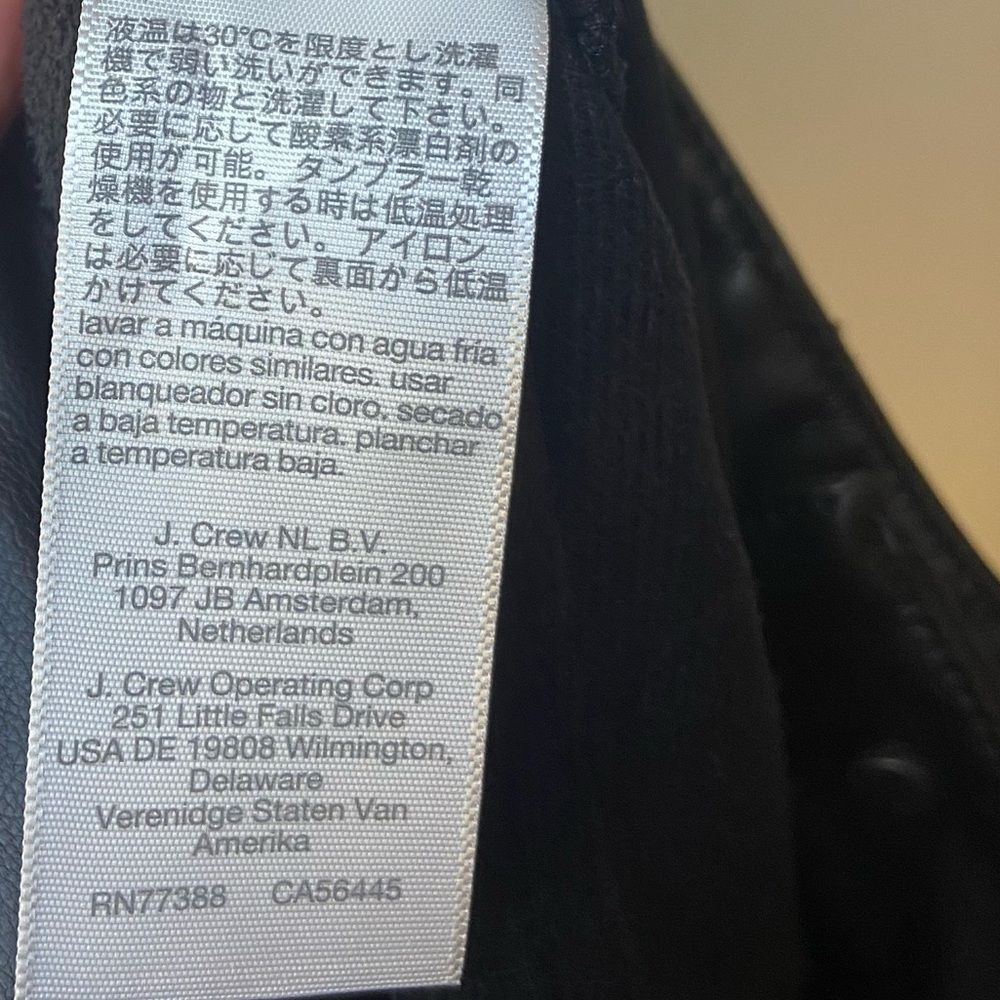 液温は30°Cを限度とし洗濯
機で弱い洗いができます。同
色系の物と洗濯して下さい。
必要に応じて酸素系漂白剤の
使用が可能。 タンブラー乾
燥機を使用する時は低温処理
をしてください。 アイロン
は必要に応じて裏面から低温
かけてください。
lavar a máquina con agua fría
con colores similares. usar
blanqueador sin cloro. secado
a baja temperatura. planchar
a temperatura baja.
J. Crew NL B.V.
Prins Bernhardplein 200
1097 JB Amsterdam,
Netherlands
J. Crew Operating Corp
251 Little Falls Drive
USA DE 19808 Wilmington,
Delaware
Verenidge Staten Van
Amerika
RN77388 CA56445